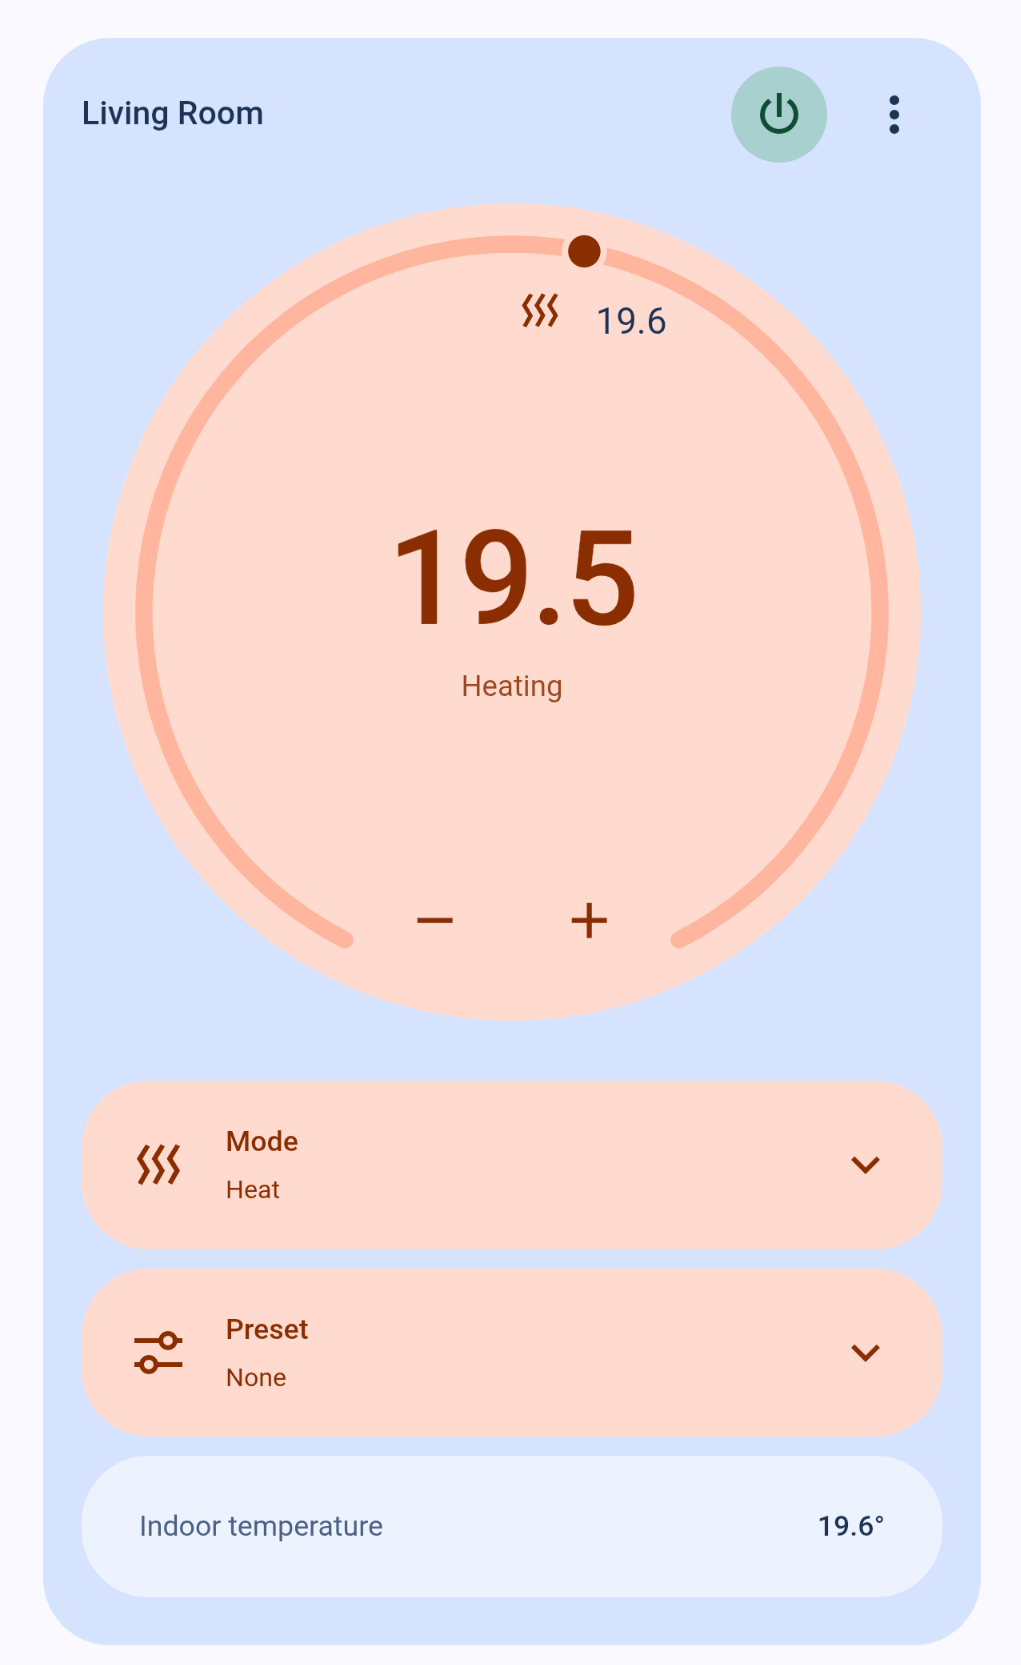 Living Room
19.6
19.5
Heating
Mode
Heat
Preset
None
Indoor temperature 19.6°